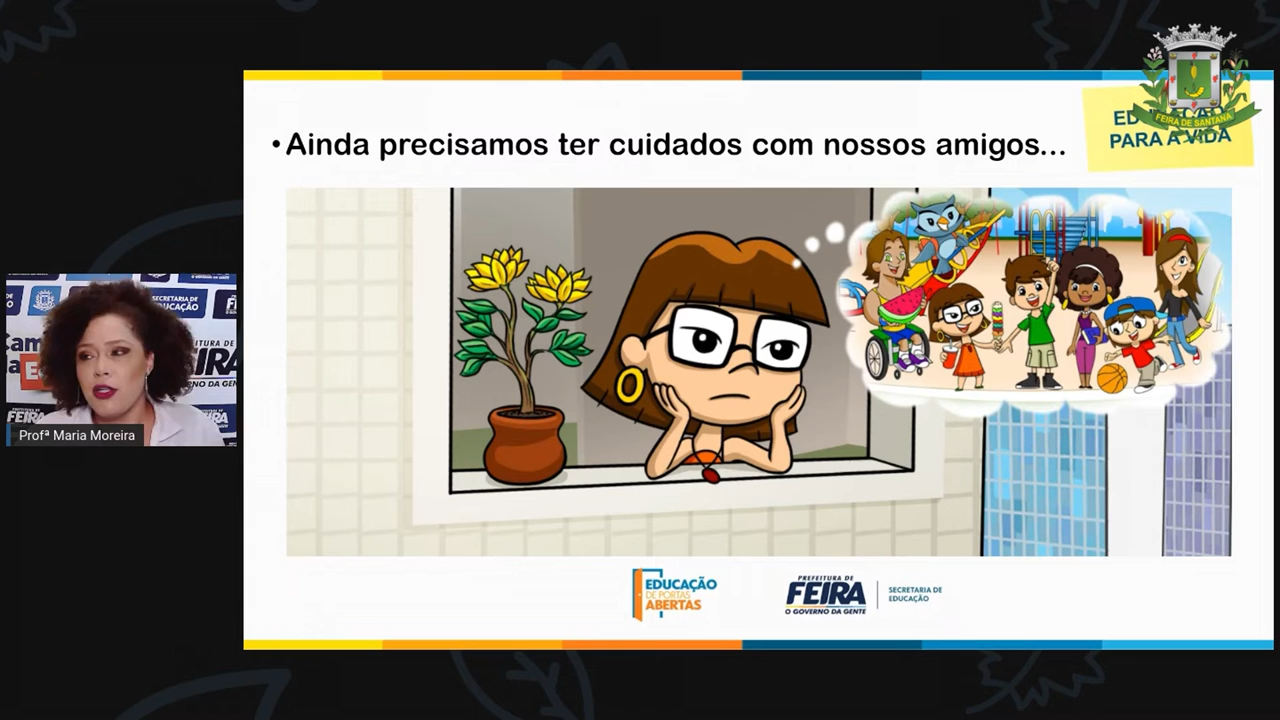 •Ainda precisamos ter cuidados com nossos amigos...
FEIRA DE SANTANA
PARA A VIDA
SECRETARIA DE
EDUCAÇÃO
FEIRA
Profª Maria Moreira
EDUCAÇÃO
DE PORTAS
ABERTAS
PREFEITURA DE
FEIRA
O GOVERNO DA GENTE
SECRETARIA DE
EDUCAÇÃO